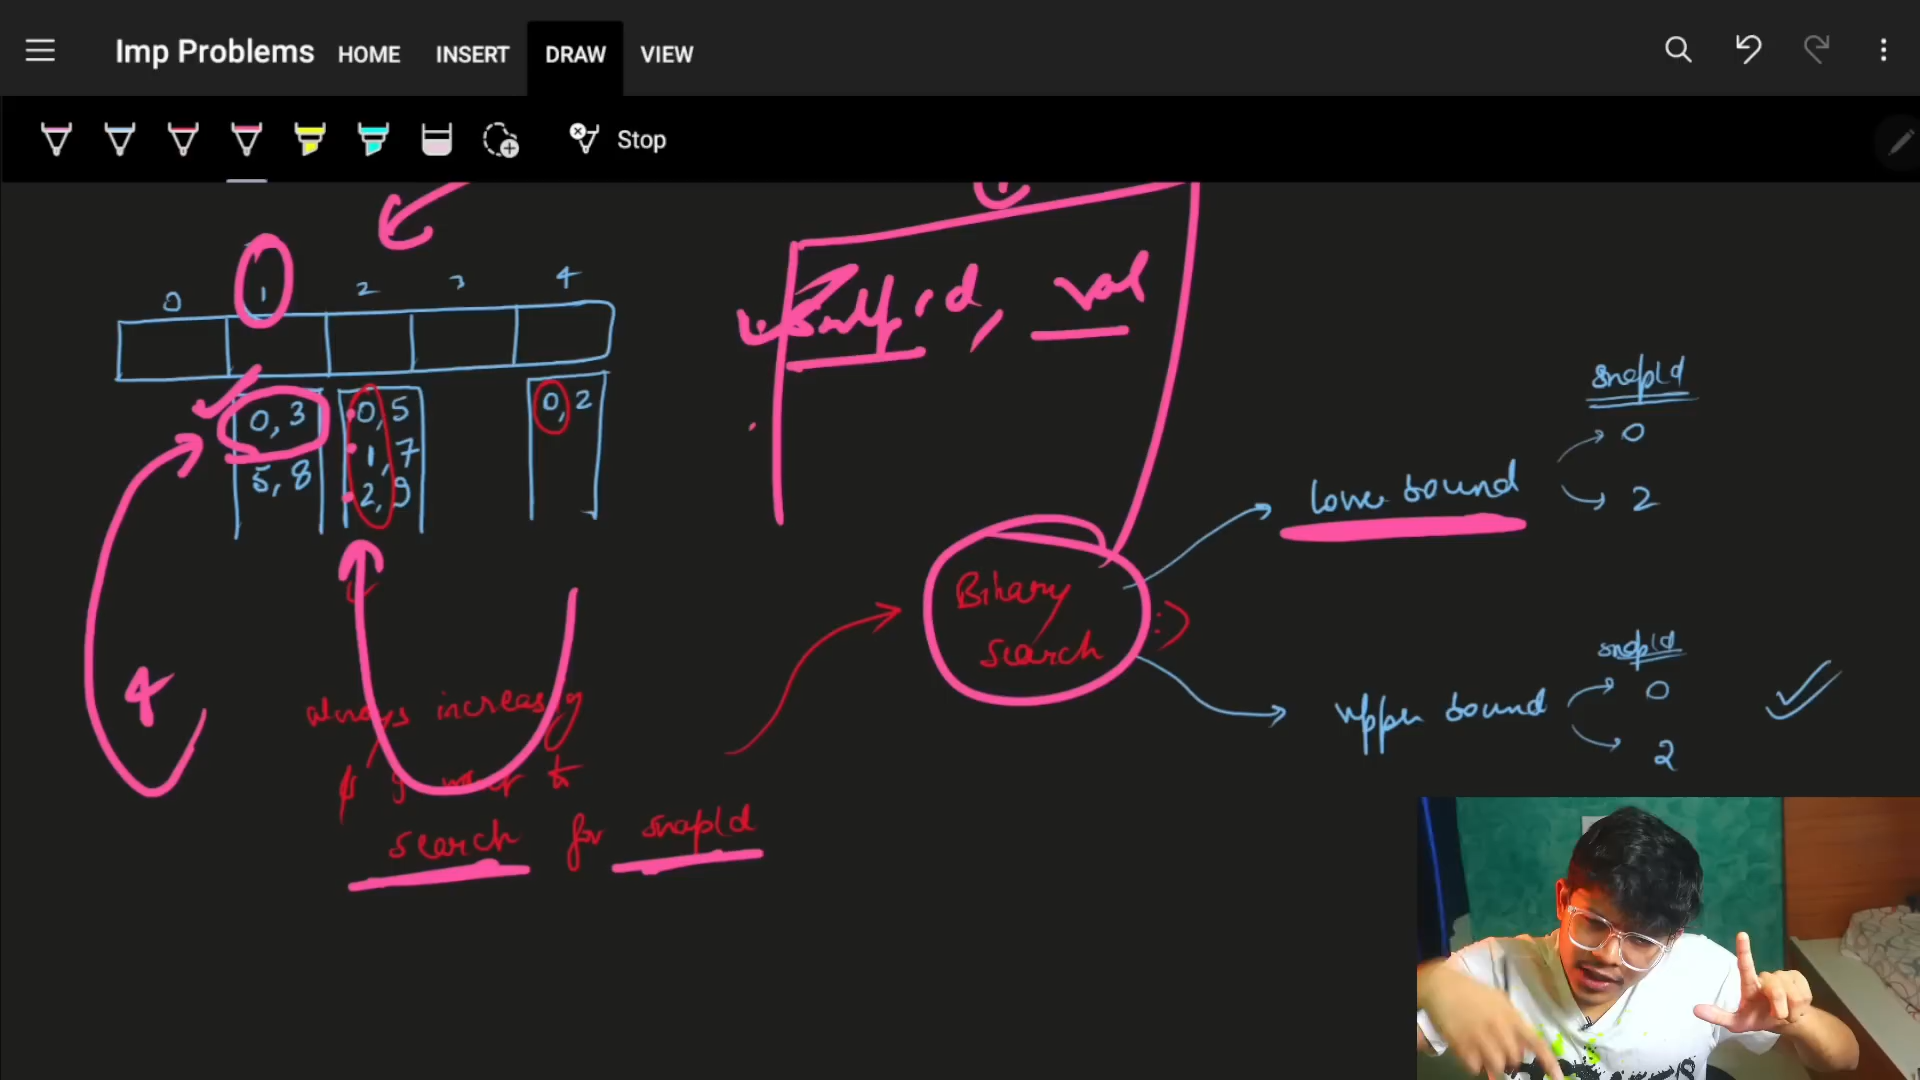 Imp Problems HOME INSERT DRAW VIEW
Stop
0 1 2 3 4
0, 3
5, 8
0, 5
1, 7
2, 9
0, 2
id, val
4
always increasing
search for snapId
Binary
search :)
lower bound
snapId
0
2
upper bound
snapId
0
2